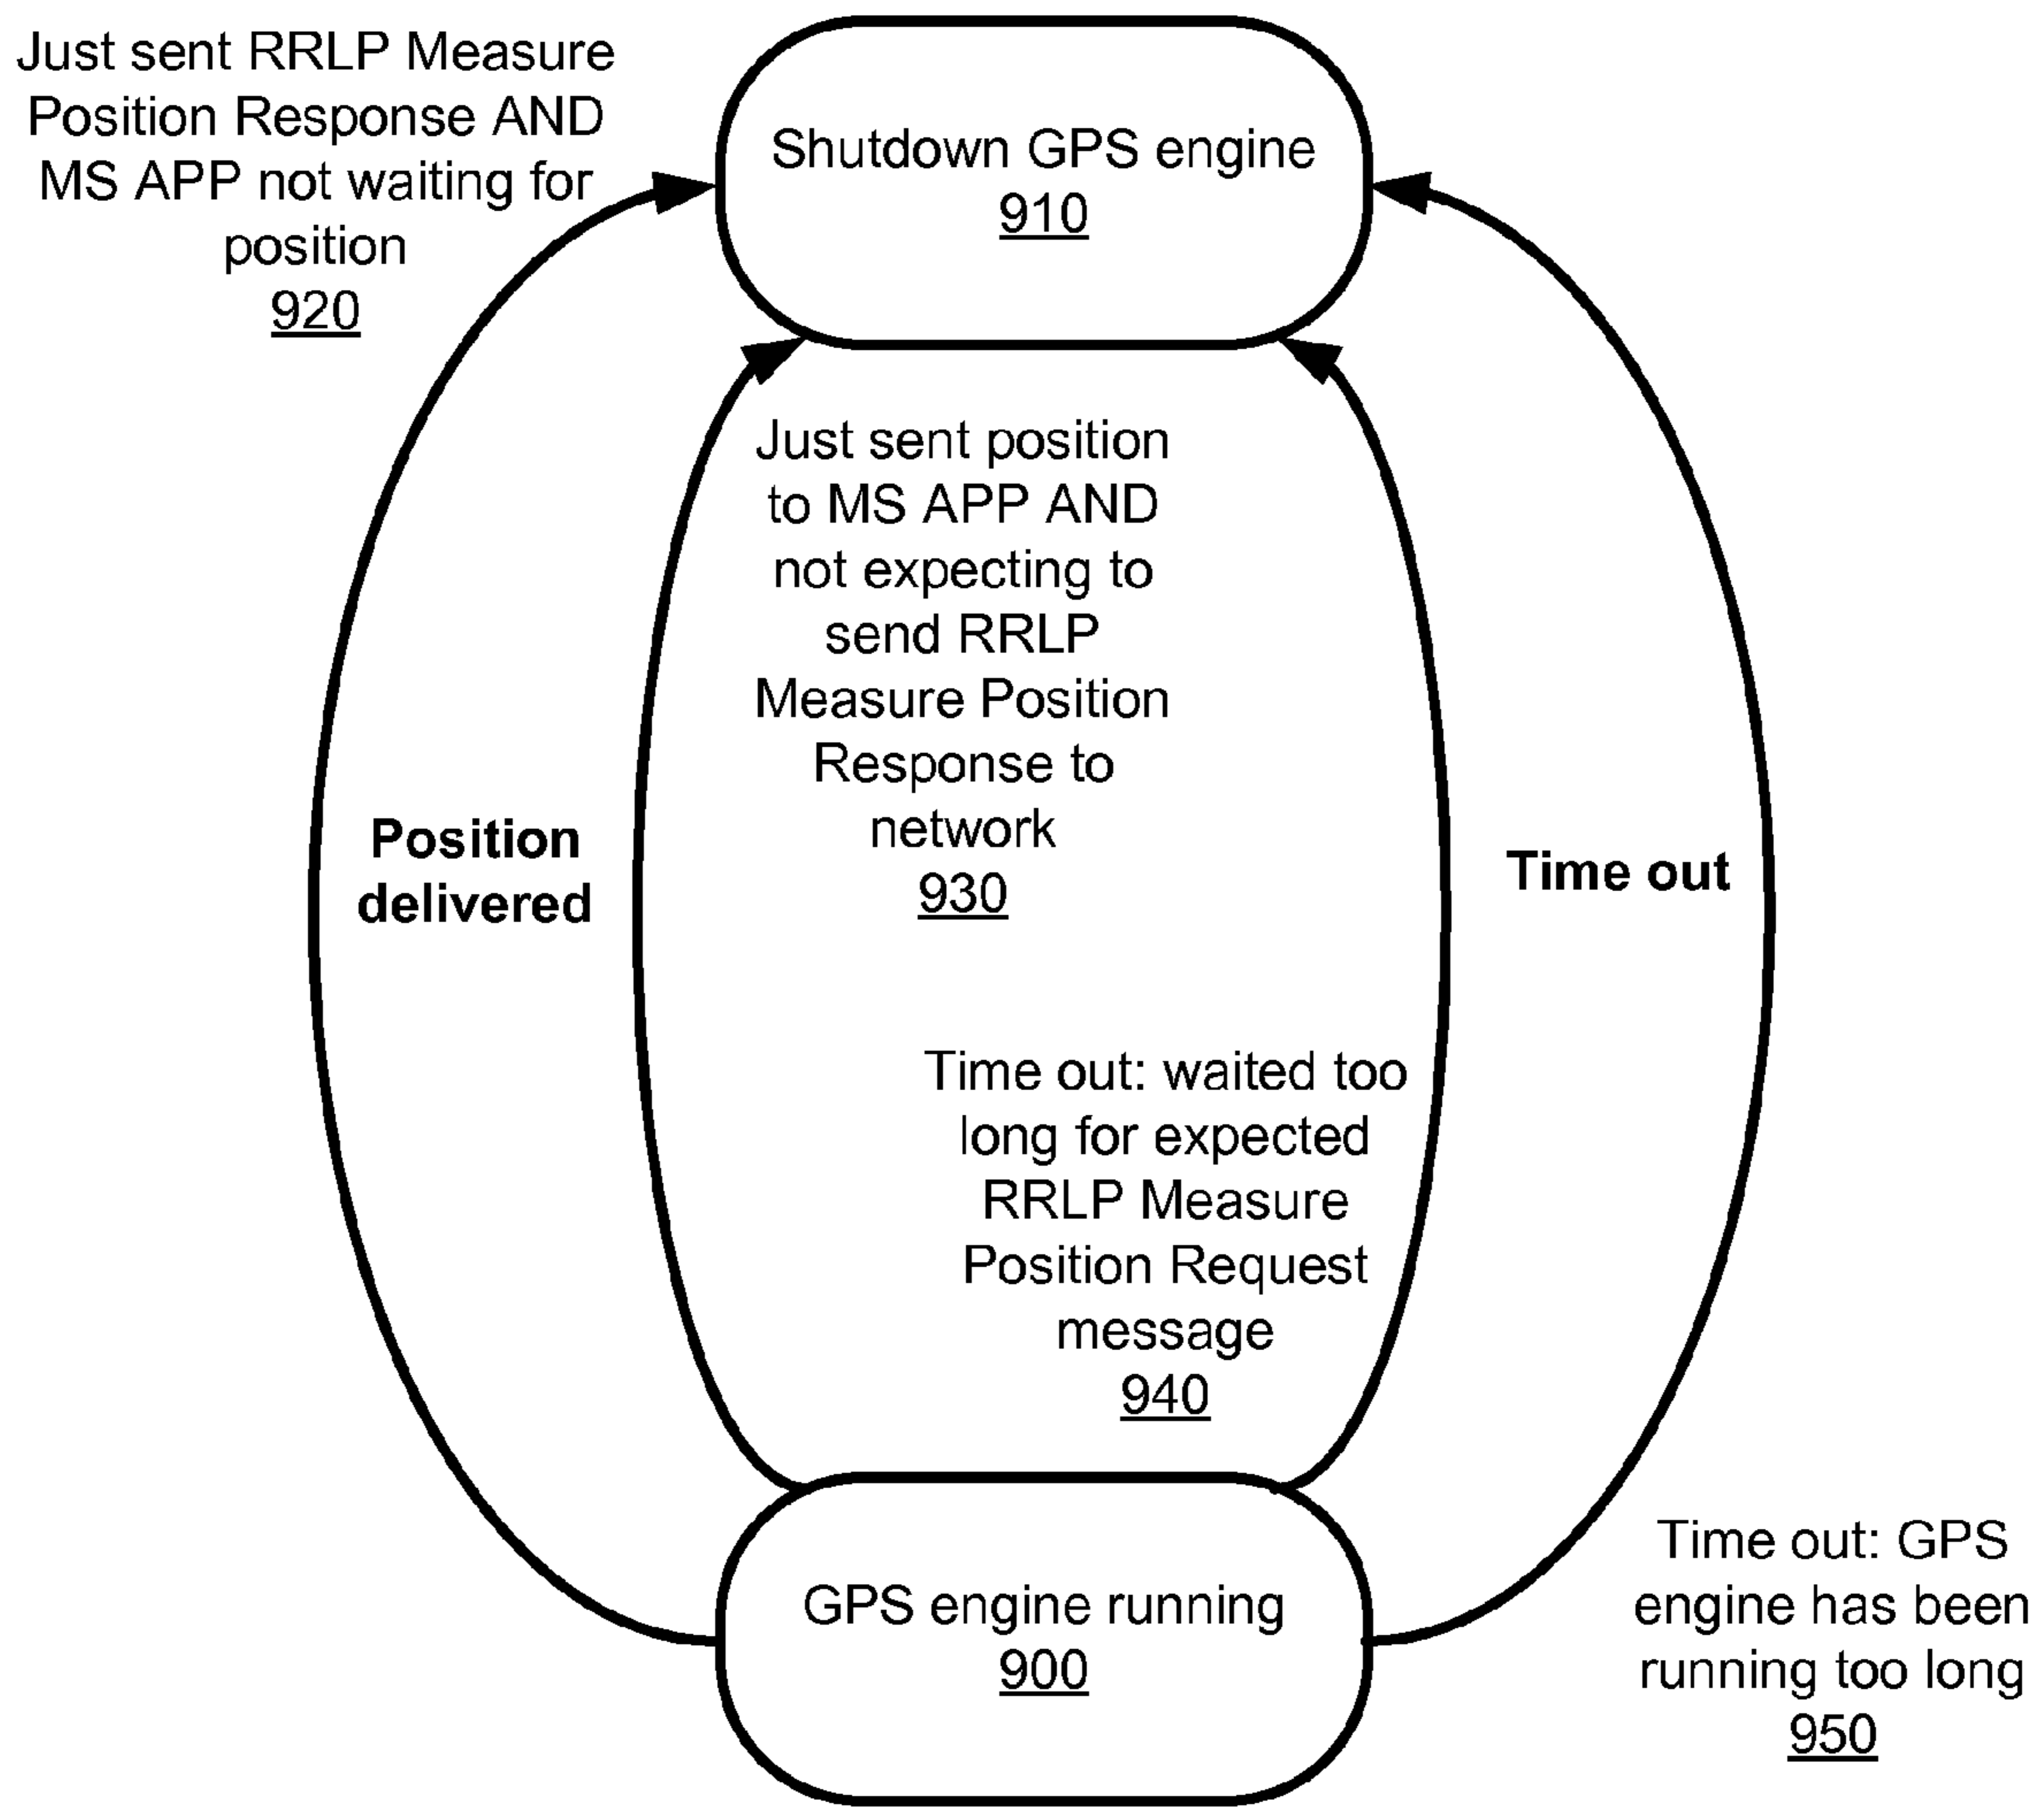 Just sent RRLP Measure
Position Response AND
MS APP not waiting for
position
920
Shutdown GPS engine
910
Just sent position
to MS APP AND
not expecting to
send RRLP
Measure Position
Response to
network
930
Position
delivered
Time out
Time out: waited too
long for expected
RRLP Measure
Position Request
message
940
GPS engine running
900
Time out: GPS
engine has been
running too long
950